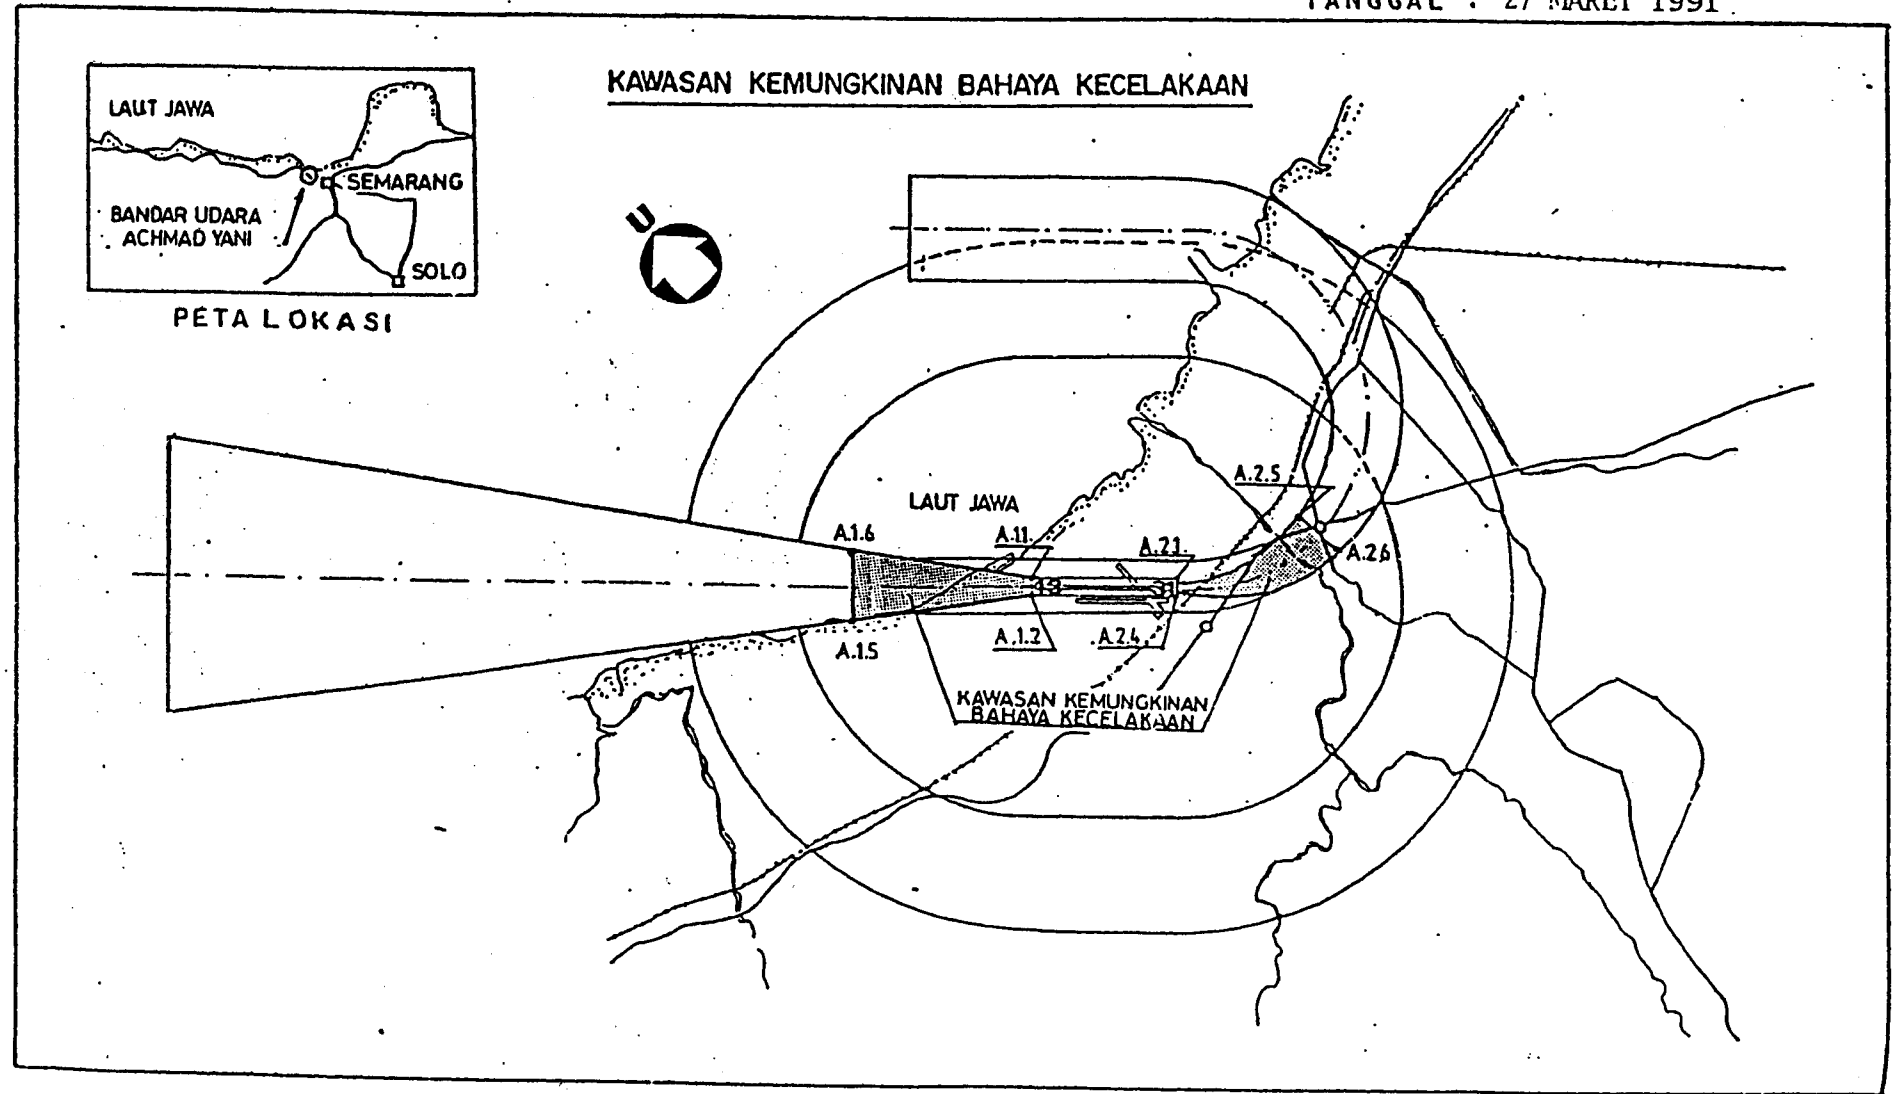 TANGGAL : 27 MARET 1991
KAWASAN KEMUNGKINAN BAHAYA KECELAKAAN
LAUT JAWA
SEMARANG
BANDAR UDARA
ACHMAD YANI
SOLO
PETA LOKASI
U
A.2.5
LAUT JAWA
A.1.6
A.1.1.
A.2.1.
A.2.6
13
31
A.1.5
A.1.2
A.2.4
KAWASAN KEMUNGKINAN
BAHAYA KECELAKAAN